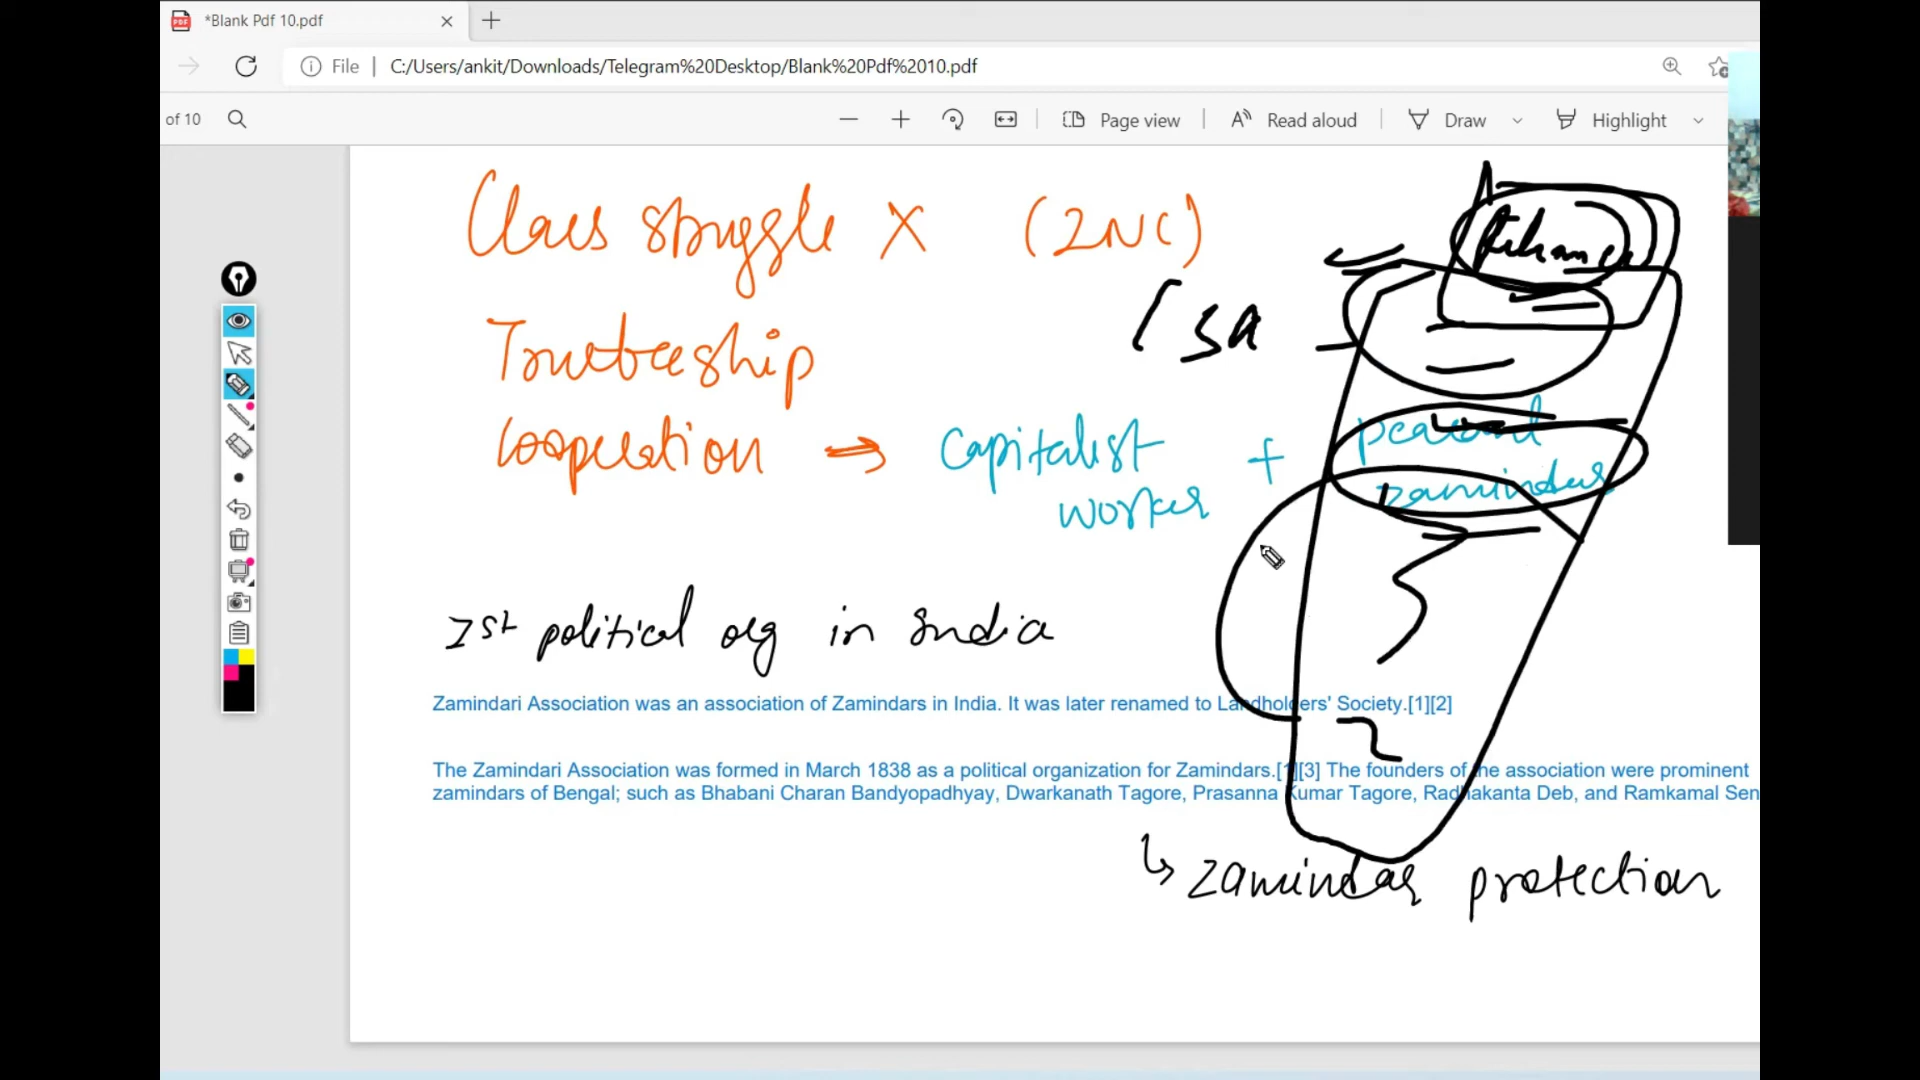 *Blank Pdf 10.pdf
File | C:/Users/ankit/Downloads/Telegram%20Desktop/Blank%20Pdf%2010.pdf
of 10
Page view
Read aloud
Draw
Highlight
Class struggle X (INC)
Trusteeship
Cooperation ⇒ Capitalist worker + peasant zamindar
1st political org in India
Zamindari Association was an association of Zamindars in India. It was later renamed to Landholders' Society.[1][2]
The Zamindari Association was formed in March 1838 as a political organization for Zamindars.[1][3] The founders of the association were prominent
zamindars of Bengal; such as Bhabani Charan Bandyopadhyay, Dwarkanath Tagore, Prasanna Kumar Tagore, Radhakanta Deb, and Ramkamal Sen
↳ zamindar protection